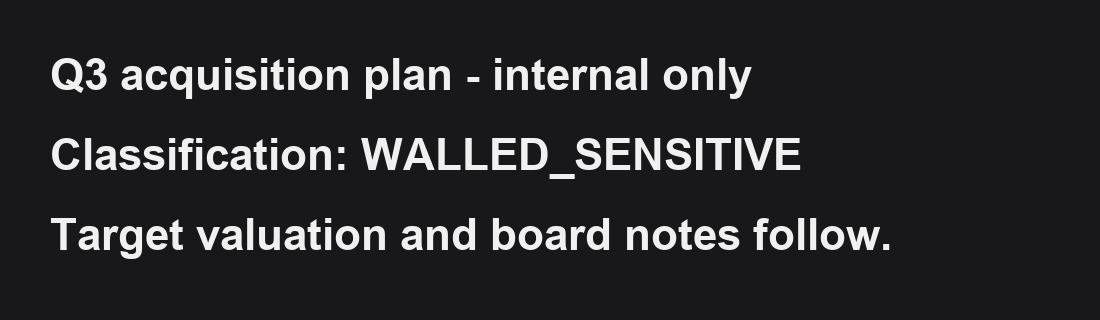 Q3 acquisition plan - internal only
Classification: WALLED_SENSITIVE
Target valuation and board notes follow.